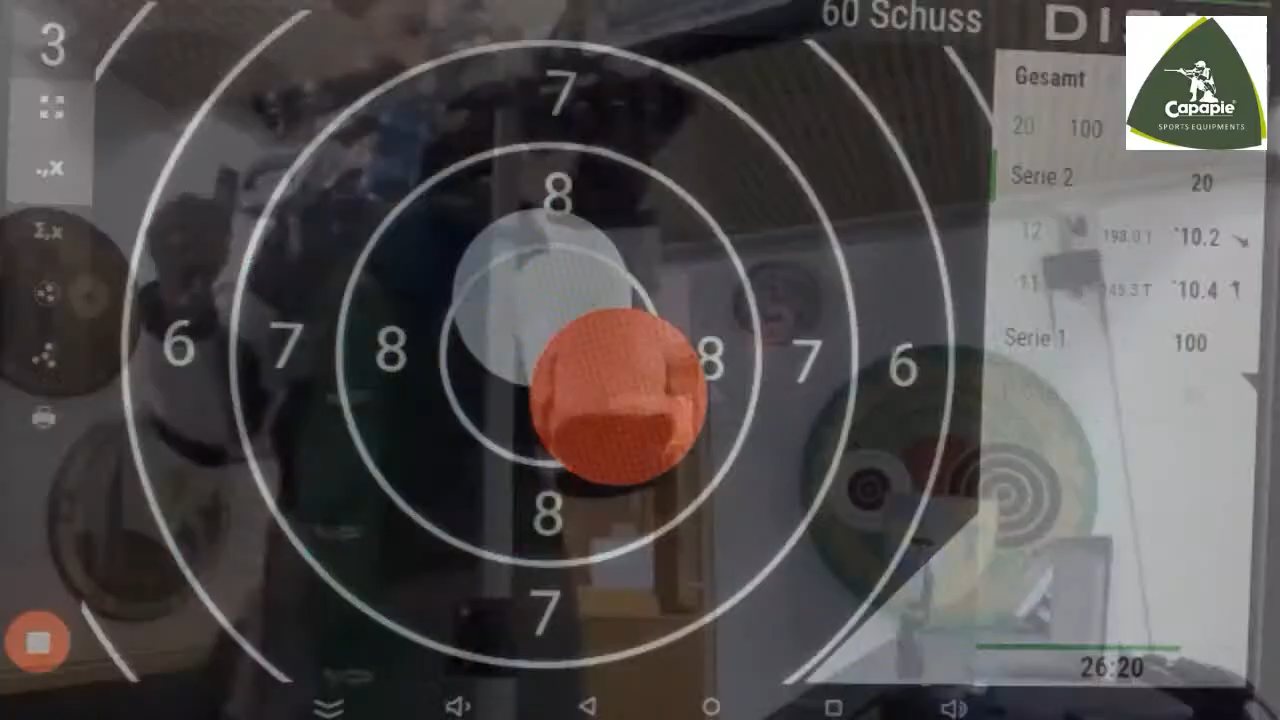 3
60 Schuss
Gesamt
20 100
Serie 2 20
12 198.0 T *10.2
11 *10.4
Serie 1 100
.,x
Σ,x
7
8
6 7 8 8 7 6
8
7
26:20
Capapie
SPORTS EQUIPMENTS